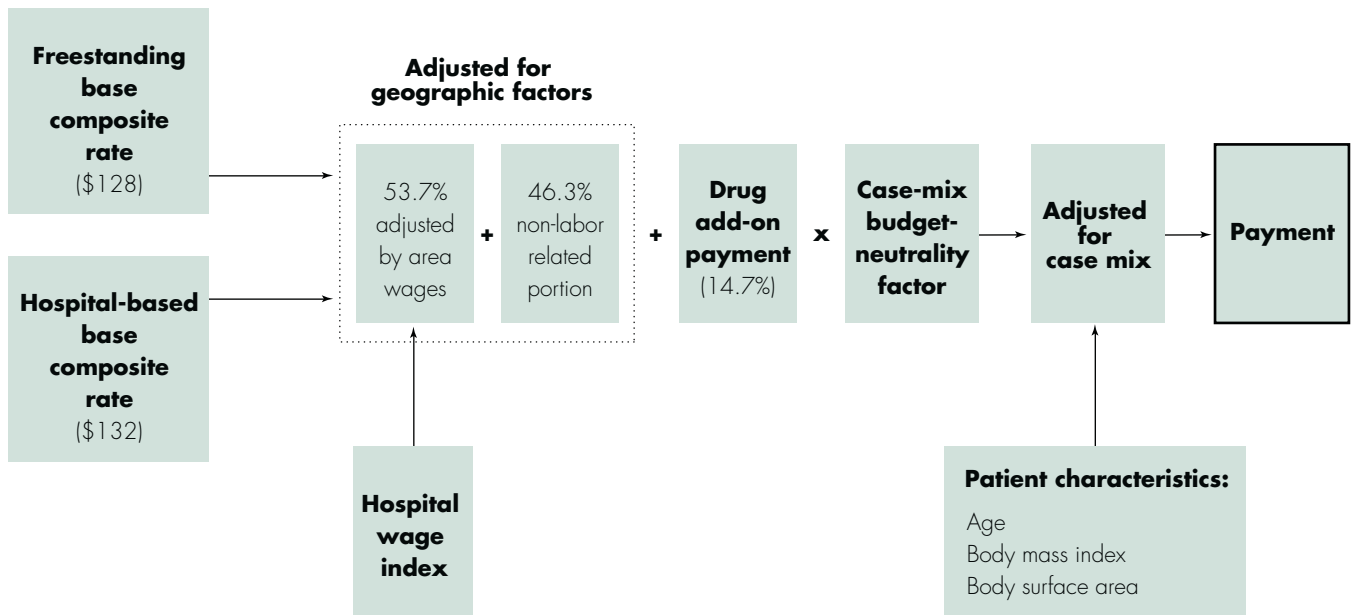 Freestanding
base
composite
rate
($128)
Hospital-based
base
composite
rate
($132)
Adjusted for
geographic factors
53.7%
adjusted
by area
wages
+
46.3%
non-labor
related
portion
+
Drug
add-on
payment
(14.7%)
x
Case-mix
budget-
neutrality
factor
Adjusted
for
case mix
Payment
Hospital
wage
index
Patient characteristics:
Age
Body mass index
Body surface area